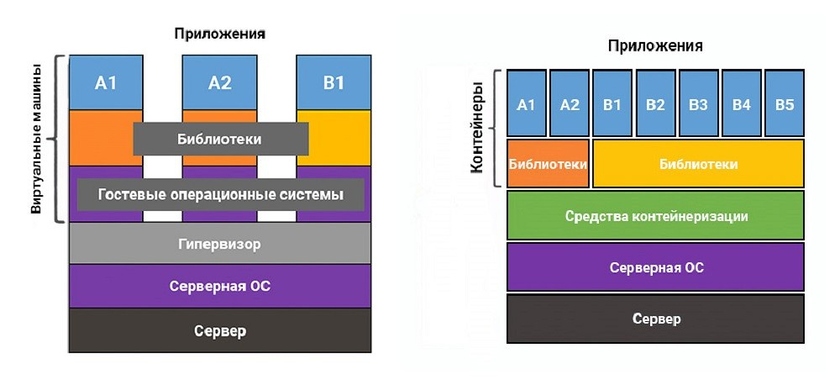 Приложения
Виртуальные машины
A1 A2 B1
Библиотеки
Гостевые операционные системы
Гипервизор
Серверная ОС
Сервер
Приложения
Контейнеры
A1 A2 B1 B2 B3 B4 B5
Библиотеки Библиотеки
Средства контейнеризации
Серверная ОС
Сервер